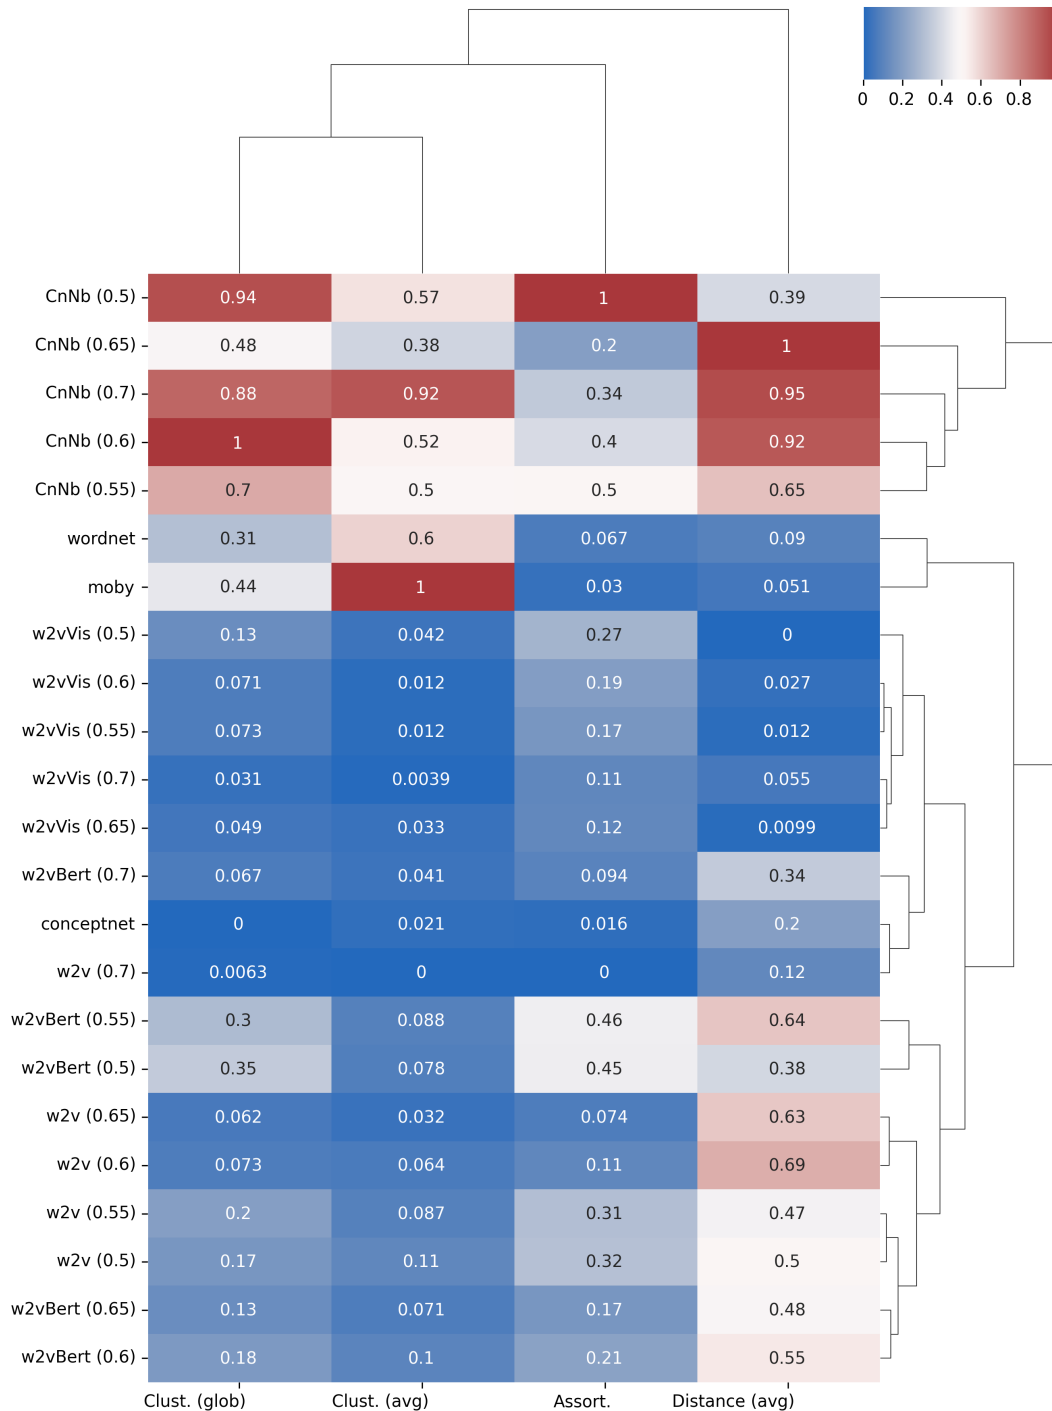 0 0.2 0.4 0.6 0.8
CnNb (0.5) 0.94 0.57 1 0.39
CnNb (0.65) 0.48 0.38 0.2 1
CnNb (0.7) 0.88 0.92 0.34 0.95
CnNb (0.6) 1 0.52 0.4 0.92
CnNb (0.55) 0.7 0.5 0.5 0.65
wordnet 0.31 0.6 0.067 0.09
moby 0.44 1 0.03 0.051
w2vVis (0.5) 0.13 0.042 0.27 0
w2vVis (0.6) 0.071 0.012 0.19 0.027
w2vVis (0.55) 0.073 0.012 0.17 0.012
w2vVis (0.7) 0.031 0.0039 0.11 0.055
w2vVis (0.65) 0.049 0.033 0.12 0.0099
w2vBert (0.7) 0.067 0.041 0.094 0.34
conceptnet 0 0.021 0.016 0.2
w2v (0.7) 0.0063 0 0 0.12
w2vBert (0.55) 0.3 0.088 0.46 0.64
w2vBert (0.5) 0.35 0.078 0.45 0.38
w2v (0.65) 0.062 0.032 0.074 0.63
w2v (0.6) 0.073 0.064 0.11 0.69
w2v (0.55) 0.2 0.087 0.31 0.47
w2v (0.5) 0.17 0.11 0.32 0.5
w2vBert (0.65) 0.13 0.071 0.17 0.48
w2vBert (0.6) 0.18 0.1 0.21 0.55
Clust. (glob) Clust. (avg) Assort. Distance (avg)